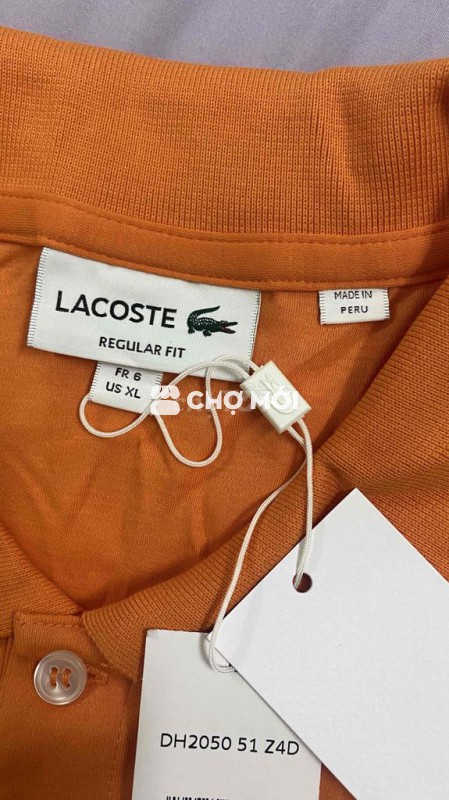 LACOSTE
REGULAR FIT
FR 6
US XL
MADE IN
PERU
CHỢ MỚI
DH2050 51 Z4D